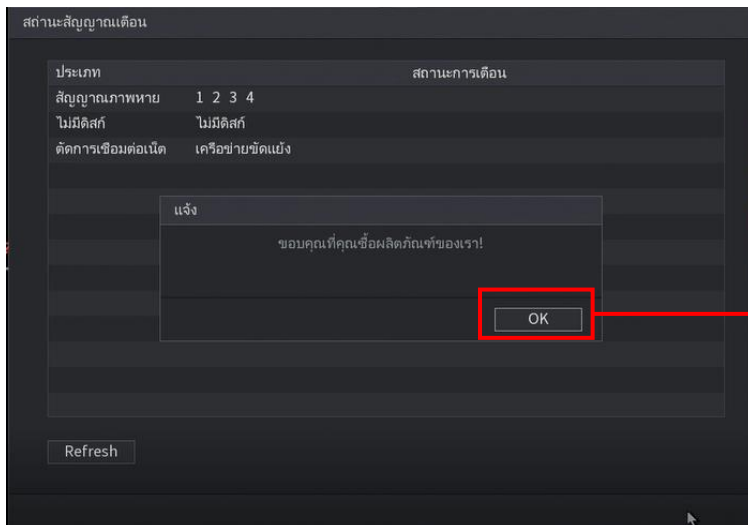 สถานะสัญญาณเตือน
ประเภท สถานะการเตือน
สัญญาณภาพหาย 1 2 3 4
ไม่มีดิสก์ ไม่มีดิสก์
ตัดการเชื่อมต่อเน็ต เครือข่ายขัดแย้ง
แจ้ง
ขอบคุณที่คุณซื้อผลิตภัณฑ์ของเรา!
OK
Refresh